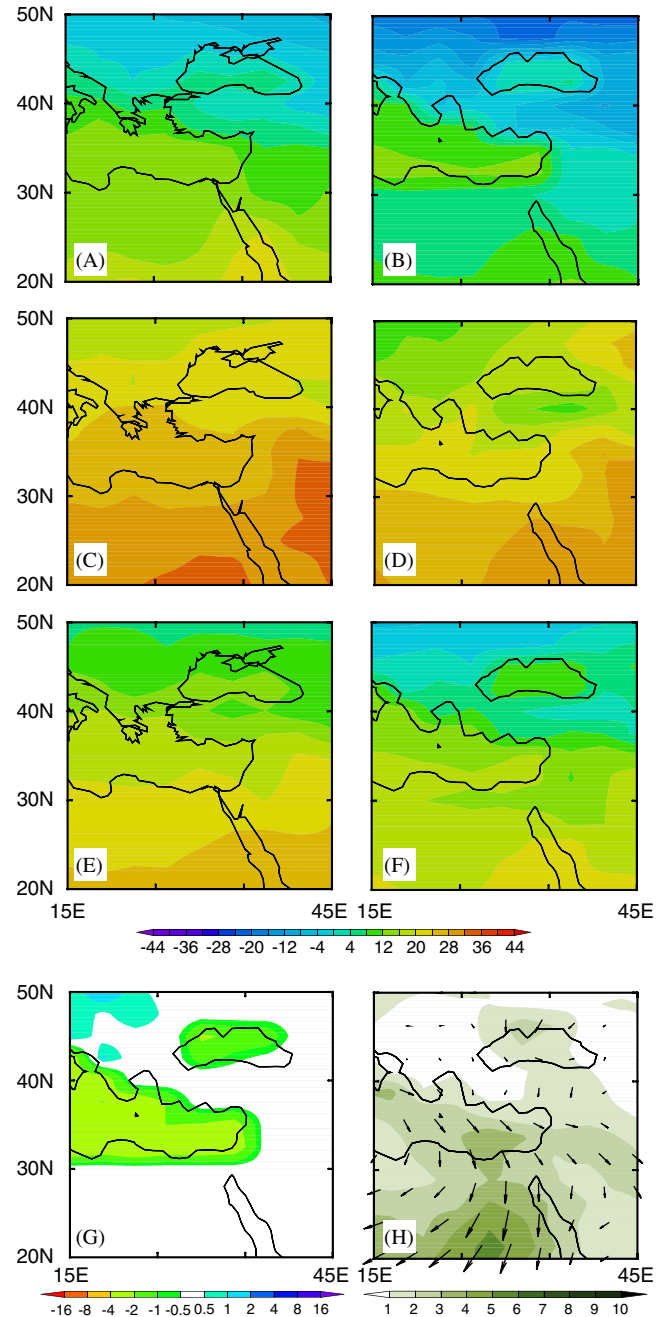 50N
40N
30N
20N
(A)
(B)
50N
40N
30N
20N
(C)
(D)
50N
40N
30N
20N
(E)
(F)
15E 45E 45E
-44 -36 -28 -20 -12 -4 4 12 20 28 36 44
50N
40N
30N
20N
(G)
(H)
15E 45E 45E
-16 -8 -4 -2 -1 -0.5 0.5 1 2 4 8 16
1 2 3 4 5 6 7 8 9 10